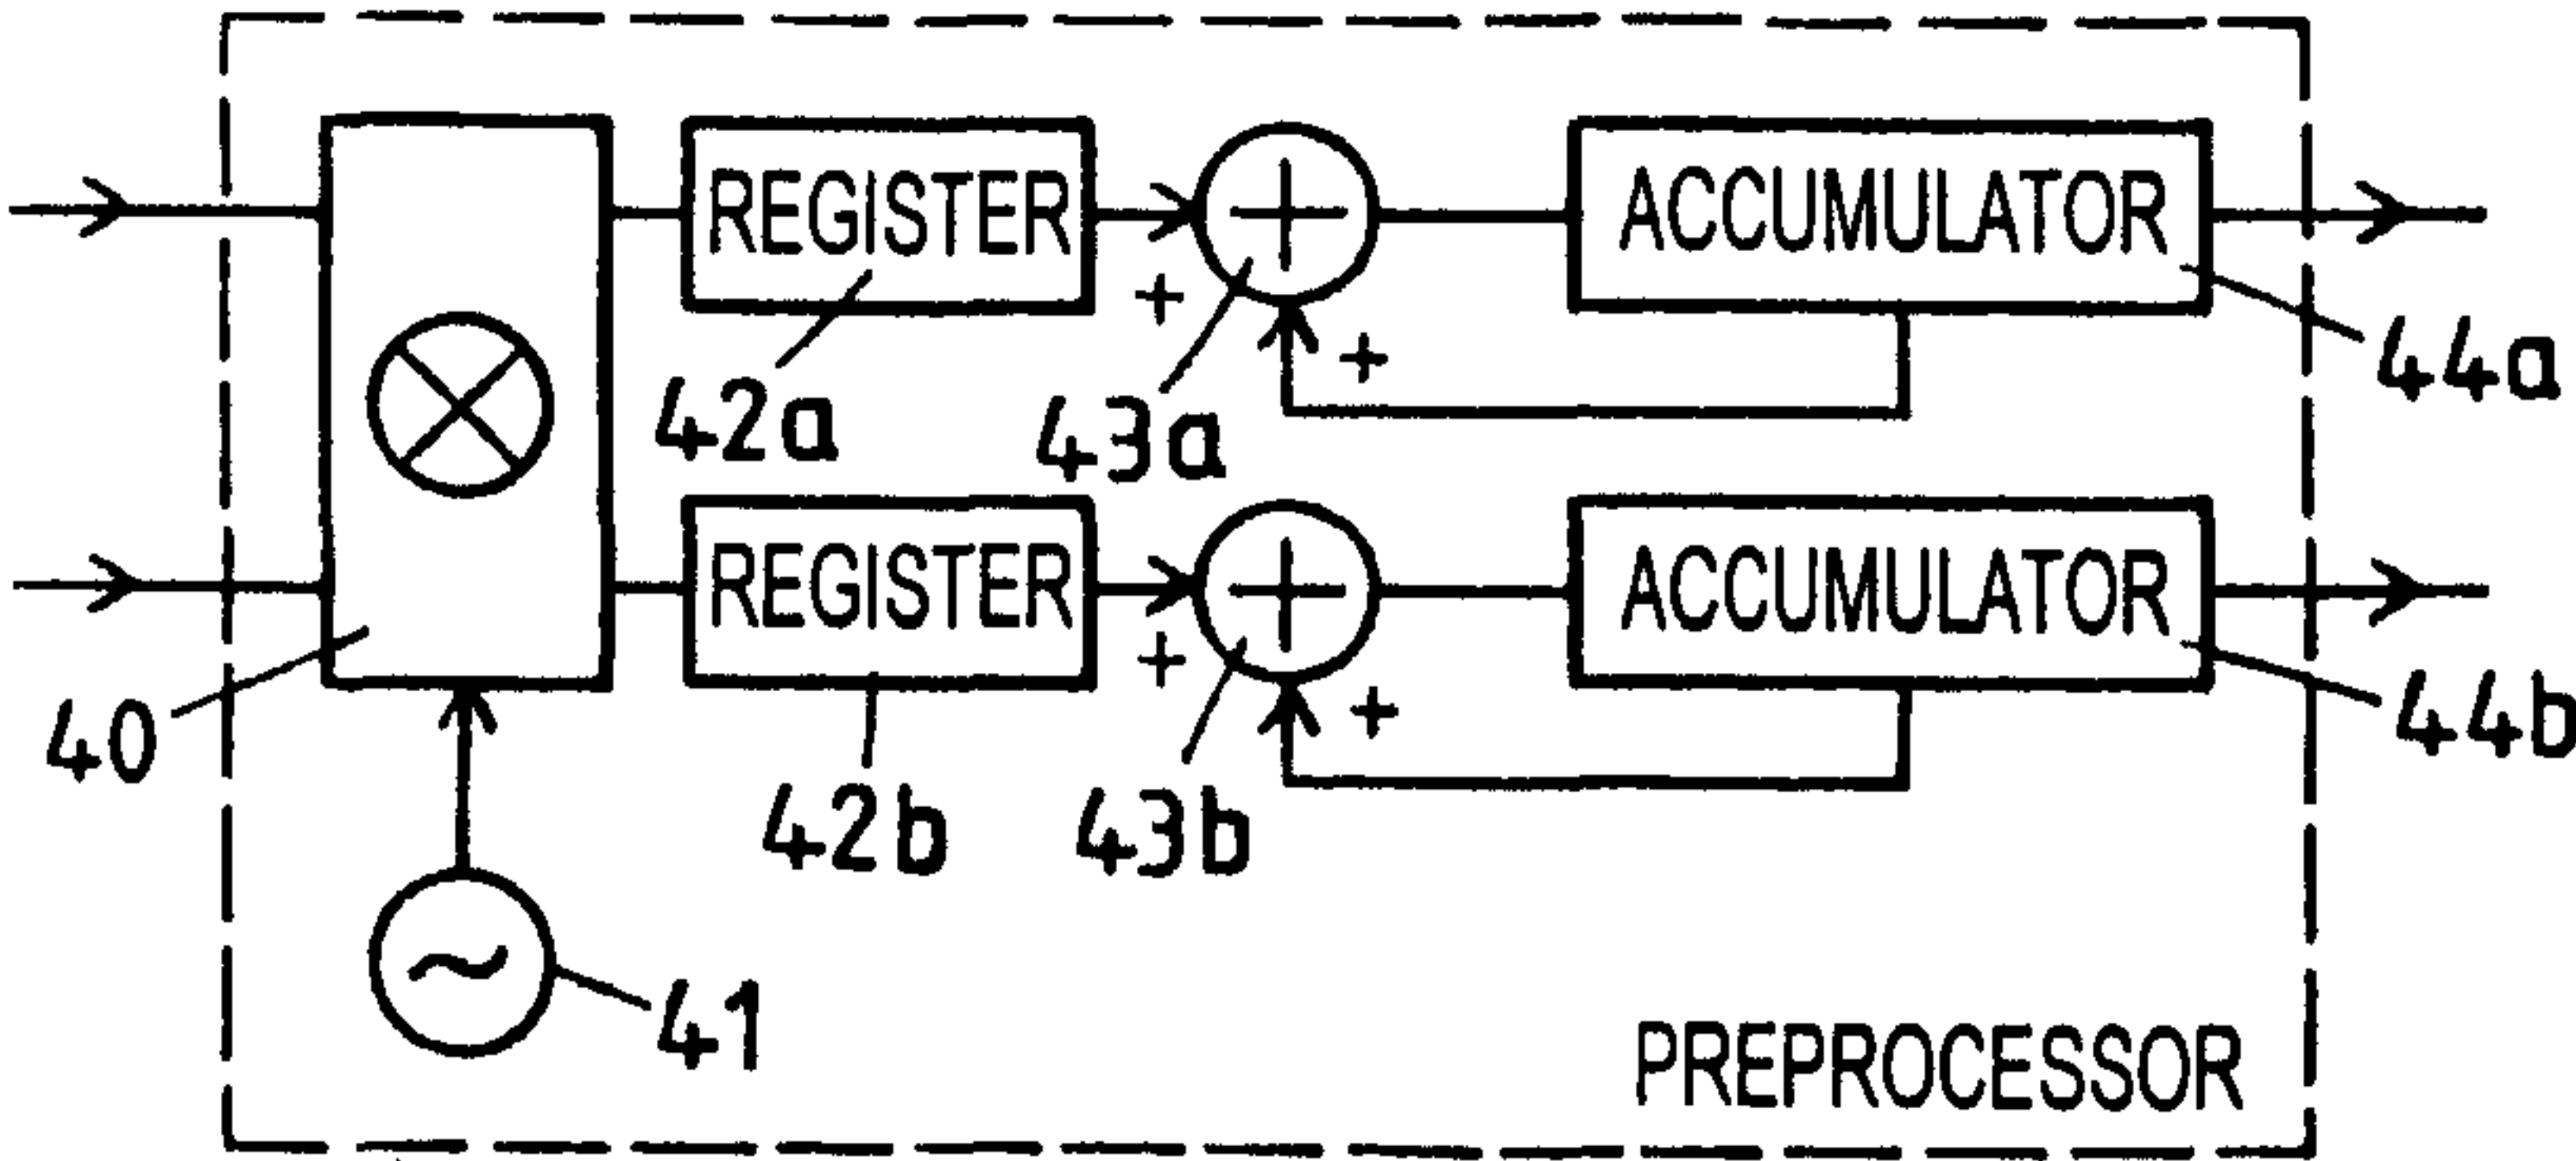 REGISTER
ACCUMULATOR
+
+
44a
42a
43a
REGISTER
ACCUMULATOR
+
+
40
44b
42b
43b
41
PREPROCESSOR